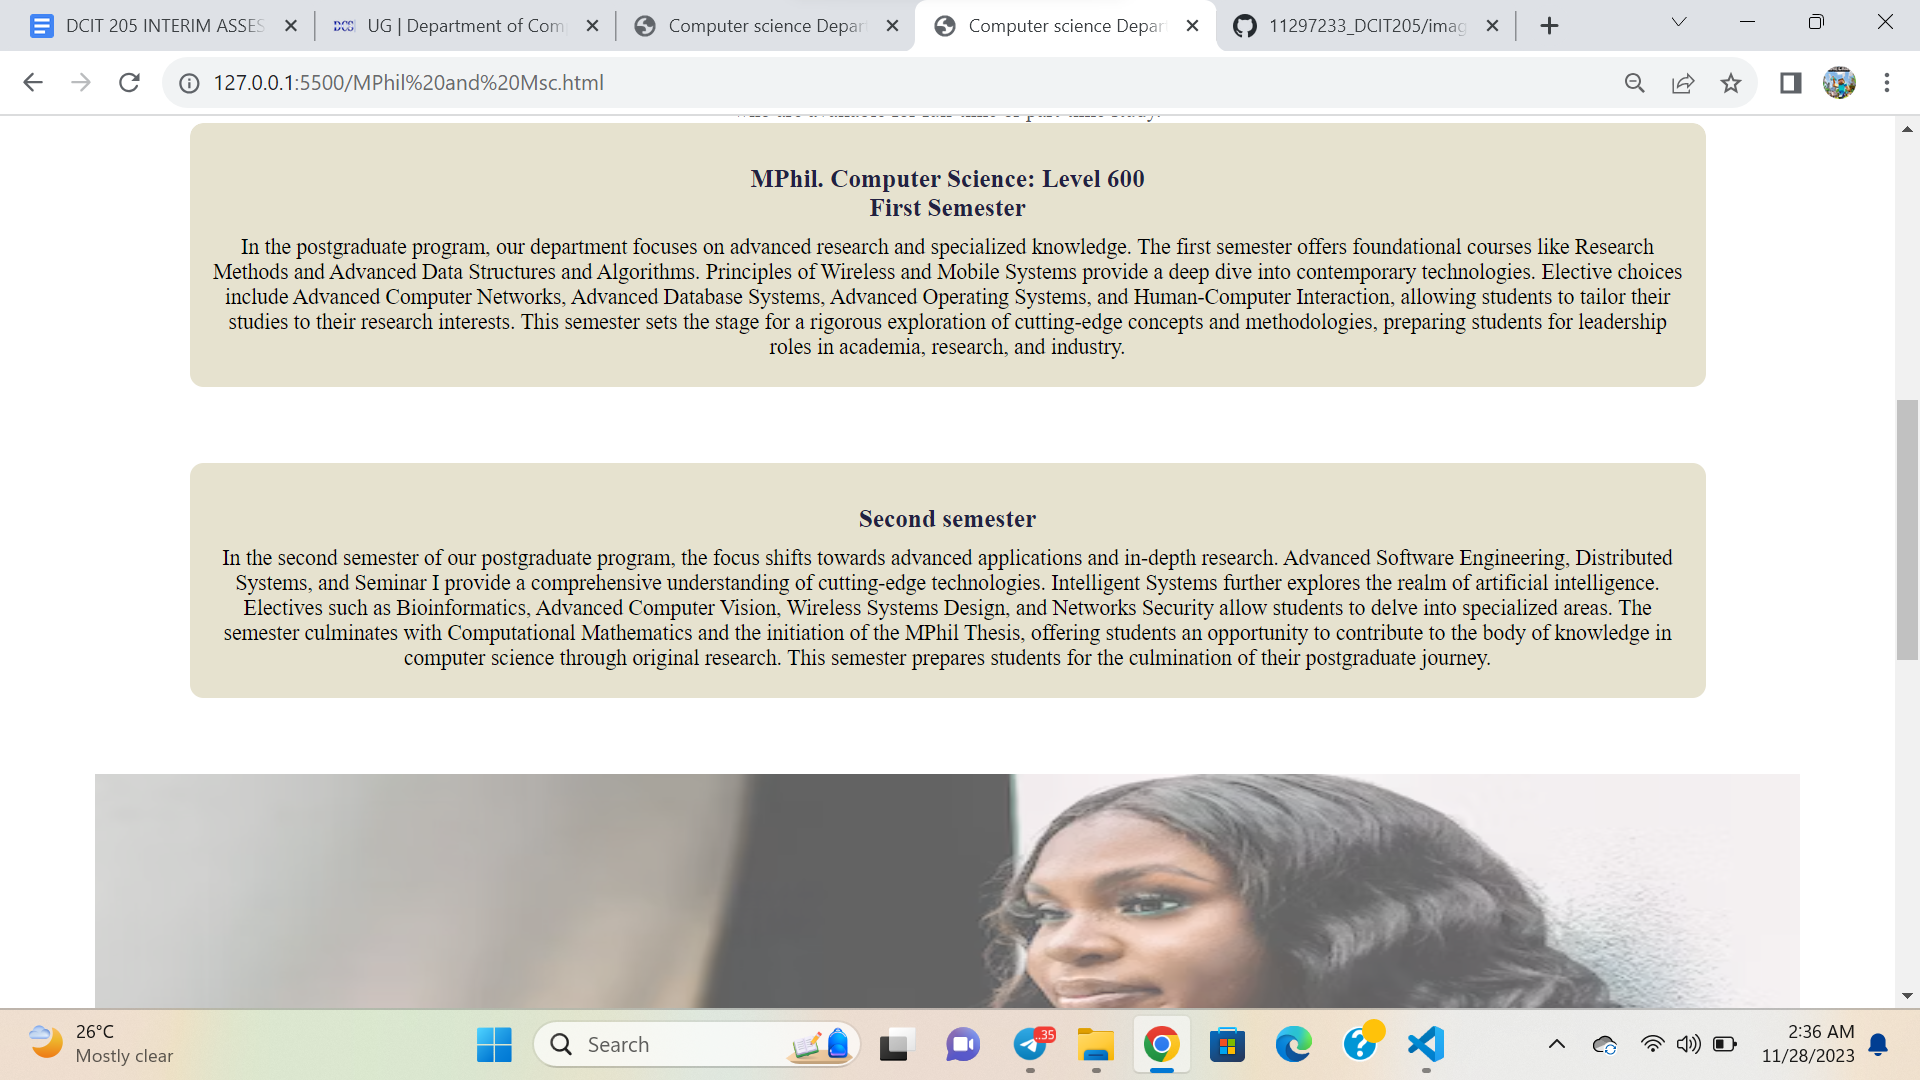 DCIT 205 INTERIM ASSES
UG | Department of Com
Computer science Depar
Computer science Depar
11297233_DCIT205/imag
127.0.0.1:5500/MPhil%20and%20Msc.html
MPhil. Computer Science: Level 600
First Semester
In the postgraduate program, our department focuses on advanced research and specialized knowledge. The first semester offers foundational courses like Research
Methods and Advanced Data Structures and Algorithms. Principles of Wireless and Mobile Systems provide a deep dive into contemporary technologies. Elective choices
include Advanced Computer Networks, Advanced Database Systems, Advanced Operating Systems, and Human-Computer Interaction, allowing students to tailor their
studies to their research interests. This semester sets the stage for a rigorous exploration of cutting-edge concepts and methodologies, preparing students for leadership
roles in academia, research, and industry.
Second semester
In the second semester of our postgraduate program, the focus shifts towards advanced applications and in-depth research. Advanced Software Engineering, Distributed
Systems, and Seminar I provide a comprehensive understanding of cutting-edge technologies. Intelligent Systems further explores the realm of artificial intelligence.
Electives such as Bioinformatics, Advanced Computer Vision, Wireless Systems Design, and Networks Security allow students to delve into specialized areas. The
semester culminates with Computational Mathematics and the initiation of the MPhil Thesis, offering students an opportunity to contribute to the body of knowledge in
computer science through original research. This semester prepares students for the culmination of their postgraduate journey.
26°C
Mostly clear
Search
..35
2:36 AM
11/28/2023